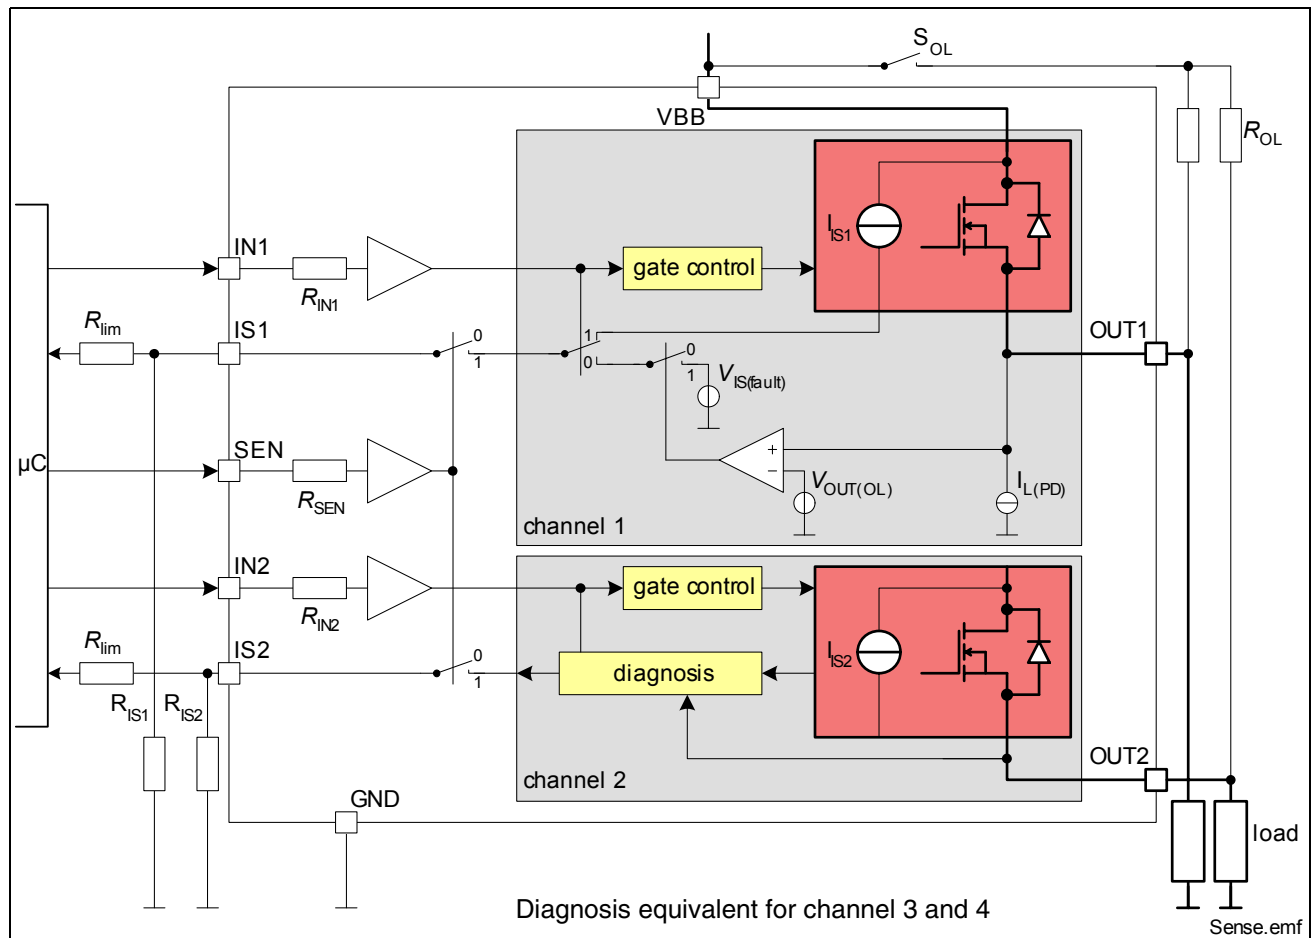 S_OL
VBB
R_OL
IN1
R_IN1
gate control
I_IS1
R_lim
IS1
0
1
1
0
0
1
V_IS(fault)
OUT1
µC
SEN
R_SEN
+
–
V_OUT(OL)
I_L(PD)
channel 1
IN2
R_IN2
gate control
I_IS2
R_lim
IS2
0
1
diagnosis
R_IS1
R_IS2
OUT2
channel 2
GND
load
Diagnosis equivalent for channel 3 and 4
Sense.emf